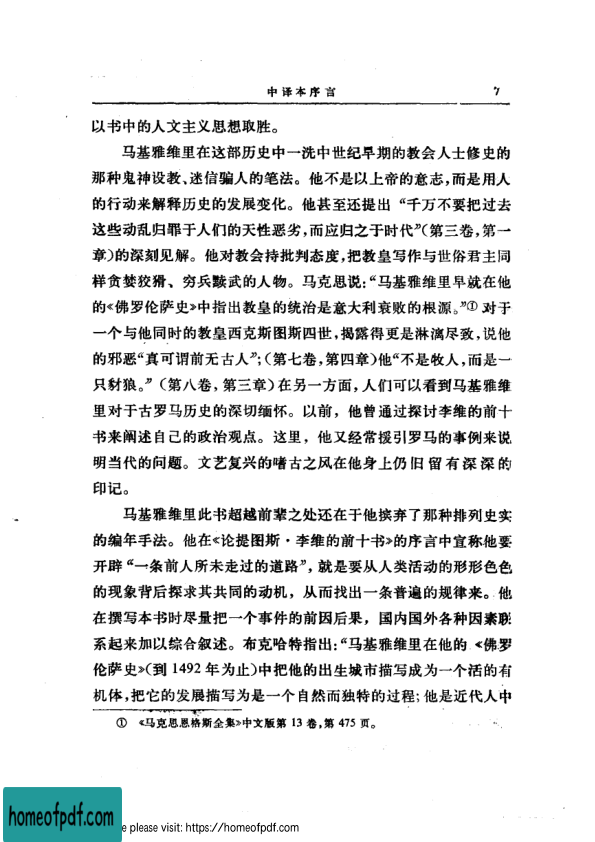 中译本序言 7
以书中的人文主义思想取胜。
马基雅维里在这部历史中一洗中世纪早期的教会人士修史的
那种鬼神设教、迷信骗人的笔法。他不是以上帝的意志,而是用人
的行动来解释历史的发展变化。他甚至还提出“千万不要把过去
这些动乱归罪于人们的天性恶劣,而应归之于时代”(第三卷,第一
章)的深刻见解。他对教会持批判态度,把教皇写作与世俗君主同
样贪婪狡猾、穷兵黩武的人物。马克思说:“马基雅维里早就在他
的《佛罗伦萨史》中指出教皇的统治是意大利衰败的根源。”① 对于
一个与他同时的教皇西克斯图斯四世,揭露得更是淋漓尽致,说他
的邪恶“真可谓前无古人”;(第七卷,第四章)他“不是牧人,而是一
只豺狼。”(第八卷,第三章)在另一方面,人们可以看到马基雅维
里对于古罗马历史的深切缅怀。以前,他曾通过探讨李维的前十
书来阐述自己的政治观点。这里,他又经常援引罗马的事例来说
明当代的问题。文艺复兴的嗜古之风在他身上仍旧留有深深的
印记。
马基雅维里此书超越前辈之处还在于他摈弃了那种排列史实
的编年手法。他在《论提图斯·李维的前十书》的序言中宣称他要
开辟“一条前人所未走过的道路”,就是要从人类活动的形形色色
的现象背后探求其共同的动机,从而找出一条普遍的规律来。他
在撰写本书时尽量把一个事件的前因后果,国内国外各种因素联
系起来加以综合叙述。布克哈特指出:“马基雅维里在他的《佛罗
伦萨史》(到 1492 年为止)中把他的出生城市描写成为一个活的有
机体,把它的发展描写为是一个自然而独特的过程;他是近代人中
① 《马克思恩格斯全集》中文版第 13 卷,第 475 页。
homeofpdf.com
please visit: https://homeofpdf.com